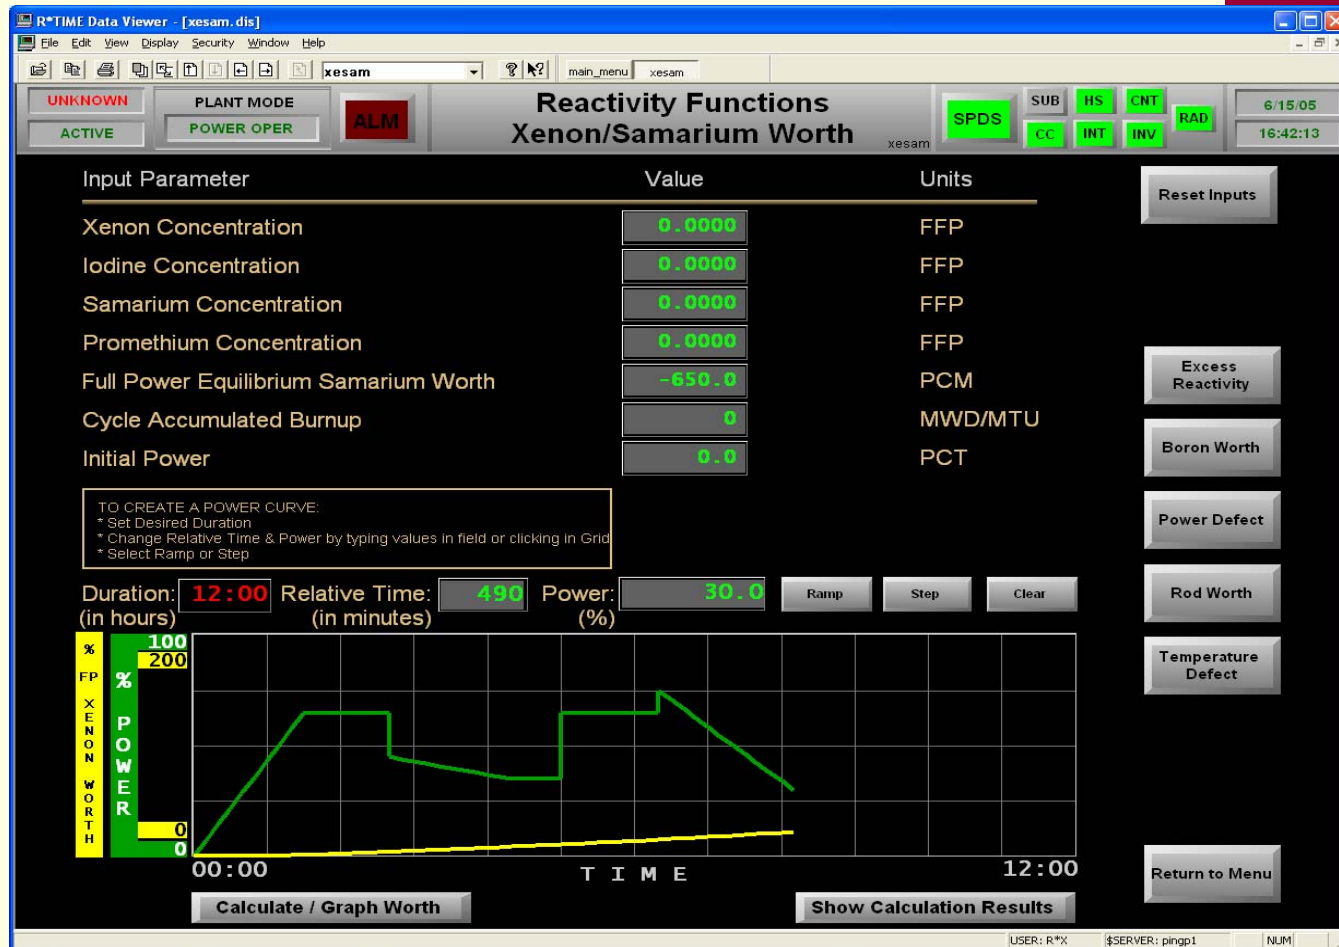 R*TIME Data Viewer - [xesam.dis]
File Edit View Display Security Window Help
xesam main_menu xesam
UNKNOWN
ACTIVE
PLANT MODE
POWER OPER
ALM
Reactivity Functions
Xenon/Samarium Worth
xesam
SPDS
SUB HS CNT
CC INT INV
RAD
6/15/05
16:42:13
Input Parameter Value Units
Reset Inputs
Xenon Concentration 0.0000 FFP
Iodine Concentration 0.0000 FFP
Samarium Concentration 0.0000 FFP
Promethium Concentration 0.0000 FFP
Full Power Equilibrium Samarium Worth -650.0 PCM
Cycle Accumulated Burnup 0 MWD/MTU
Initial Power 0.0 PCT
Excess
Reactivity
Boron Worth
Power Defect
Rod Worth
Temperature
Defect
Return to Menu
TO CREATE A POWER CURVE:
* Set Desired Duration
* Change Relative Time & Power by typing values in field or clicking in Grid
* Select Ramp or Step
Duration: 12:00 Relative Time: 490 Power: 30.0 Ramp Step Clear
(in hours) (in minutes) (%)
% FP XENON WORTH
% POWER
100
200
0
0
00:00 TIME 12:00
Calculate / Graph Worth Show Calculation Results
USER: R*X $SERVER: pingp1 NUM